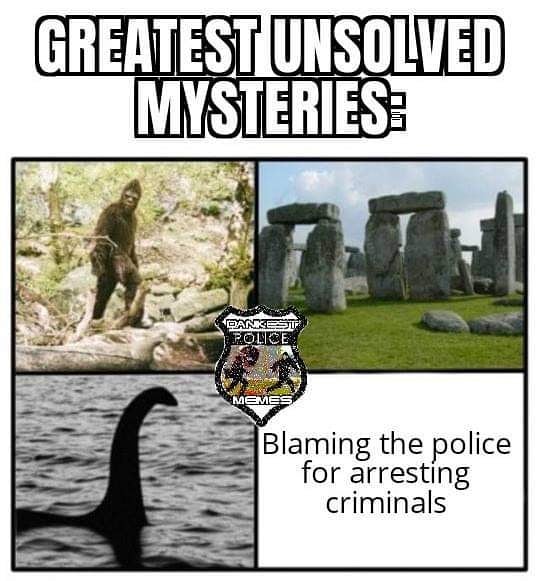 GREATEST UNSOLVED
MYSTERIES:
DANKEST
POLICE
MEMES
Blaming the police
for arresting
criminals